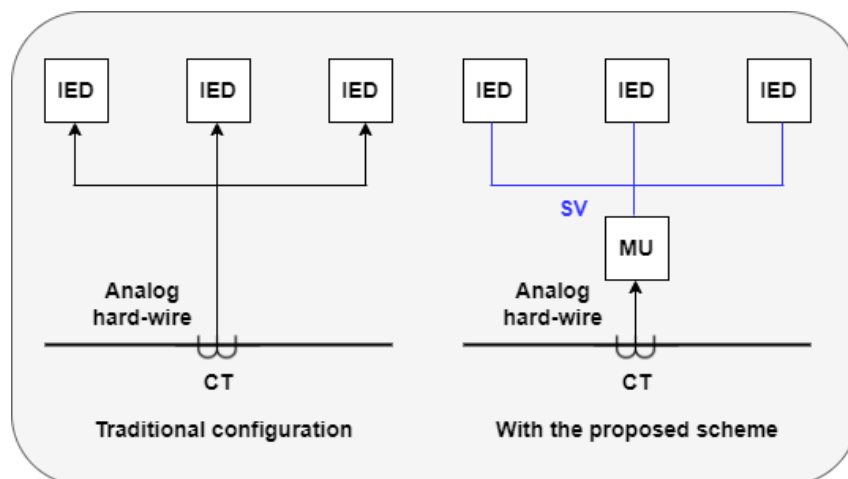 IED IED IED IED IED IED
SV
MU
Analog
hard-wire
Analog
hard-wire
CT
CT
Traditional configuration
With the proposed scheme